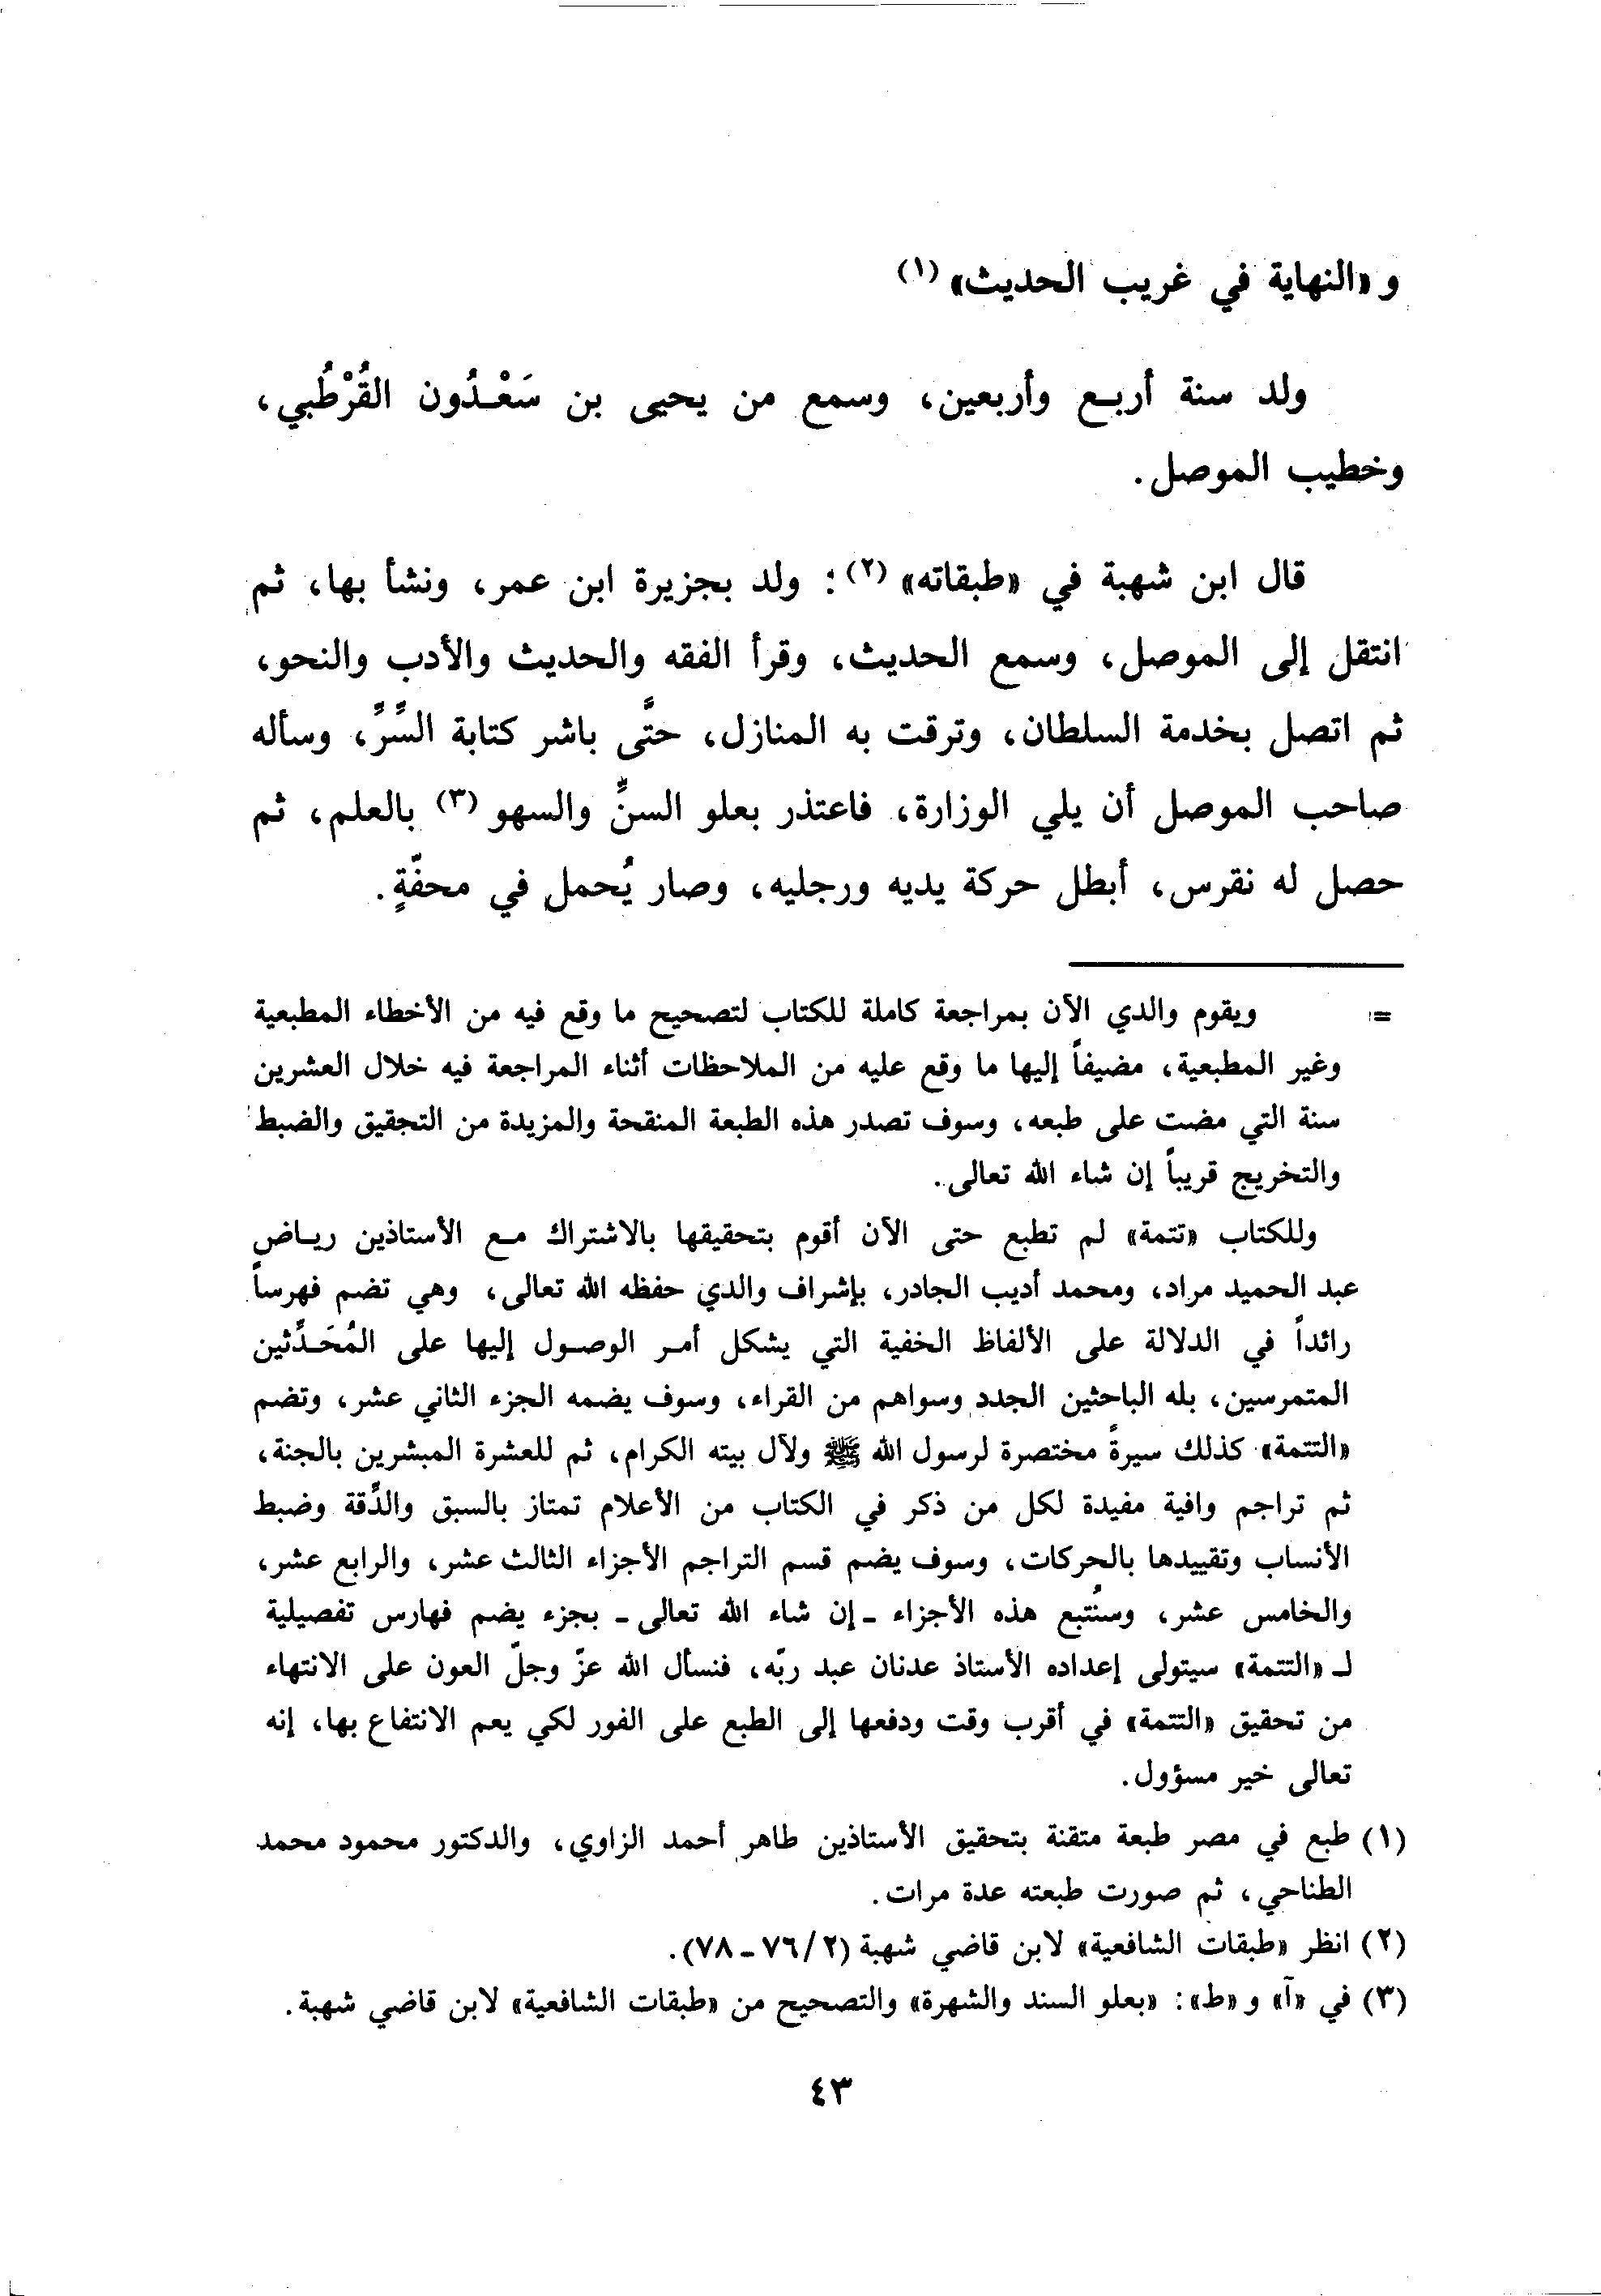 و «النهاية في غريب الحديث» (١)
ولد سنة أربع وأربعين، وسمع من يحيى بن سَعْدُون القُرْطُبي،
وخطيب الموصل.
قال ابن شهبة في «طبقاته» (٢): ولد بجزيرة ابن عمر، ونشأ بها، ثم
انتقل إلى الموصل، وسمع الحديث، وقرأ الفقه والحديث والأدب والنحو،
ثم اتصل بخدمة السلطان، وترقت به المنازل، حتَّى باشر كتابة السِّرِّ، وسأله
صاحب الموصل أن يلي الوزارة، فاعتذر بعلو السنِّ والسهو (٣) بالعلم، ثم
حصل له نقرس، أبطل حركة يديه ورجليه، وصار يُحمل في محفّةٍ.
= ويقوم والدي الآن بمراجعة كاملة للكتاب لتصحيح ما وقع فيه من الأخطاء المطبعية
وغير المطبعية، مضيفاً إليها ما وقع عليه من الملاحظات أثناء المراجعة فيه خلال العشرين
سنة التي مضت على طبعه، وسوف تصدر هذه الطبعة المنقحة والمزيدة من التحقيق والضبط
والتخريج قريباً إن شاء الله تعالى.
وللكتاب «تتمة» لم تطبع حتى الآن أقوم بتحقيقها بالاشتراك مع الأستاذين رياض
عبد الحميد مراد، ومحمد أديب الجادر، بإشراف والدي حفظه الله تعالى، وهي تضم فهرساً
رائداً في الدلالة على الألفاظ الخفية التي يشكل أمر الوصول إليها على المُحَدِّثين
المتمرسين، بله الباحثين الجدد وسواهم من القراء، وسوف يضمه الجزء الثاني عشر، وتضم
«التتمة» كذلك سيرةً مختصرة لرسول الله ﷺ ولآل بيته الكرام، ثم للعشرة المبشرين بالجنة،
ثم تراجم وافية مفيدة لكل من ذكر في الكتاب من الأعلام تمتاز بالسبق والدِّقة وضبط
الأنساب وتقييدها بالحركات، وسوف يضم قسم التراجم الأجزاء الثالث عشر، والرابع عشر،
والخامس عشر، وسنُتبع هذه الأجزاء - إن شاء الله تعالى - بجزء يضم فهارس تفصيلية
لـ «التتمة» سيتولى إعداده الأستاذ عدنان عبد ربّه، فنسأل الله عزّ وجلّ العون على الانتهاء
من تحقيق «التتمة» في أقرب وقت ودفعها إلى الطبع على الفور لكي يعم الانتفاع بها، إنه
تعالى خير مسؤول.
(١) طبع في مصر طبعة متقنة بتحقيق الأستاذين طاهر أحمد الزاوي، والدكتور محمود محمد
الطناحي، ثم صورت طبعته عدة مرات.
(٢) انظر «طبقات الشافعية» لابن قاضي شهبة (٢/ ٧٦ - ٧٨).
(٣) في «آ» و «ط»: «بعلو السند والشهرة» والتصحيح من «طبقات الشافعية» لابن قاضي شهبة.
٤٣